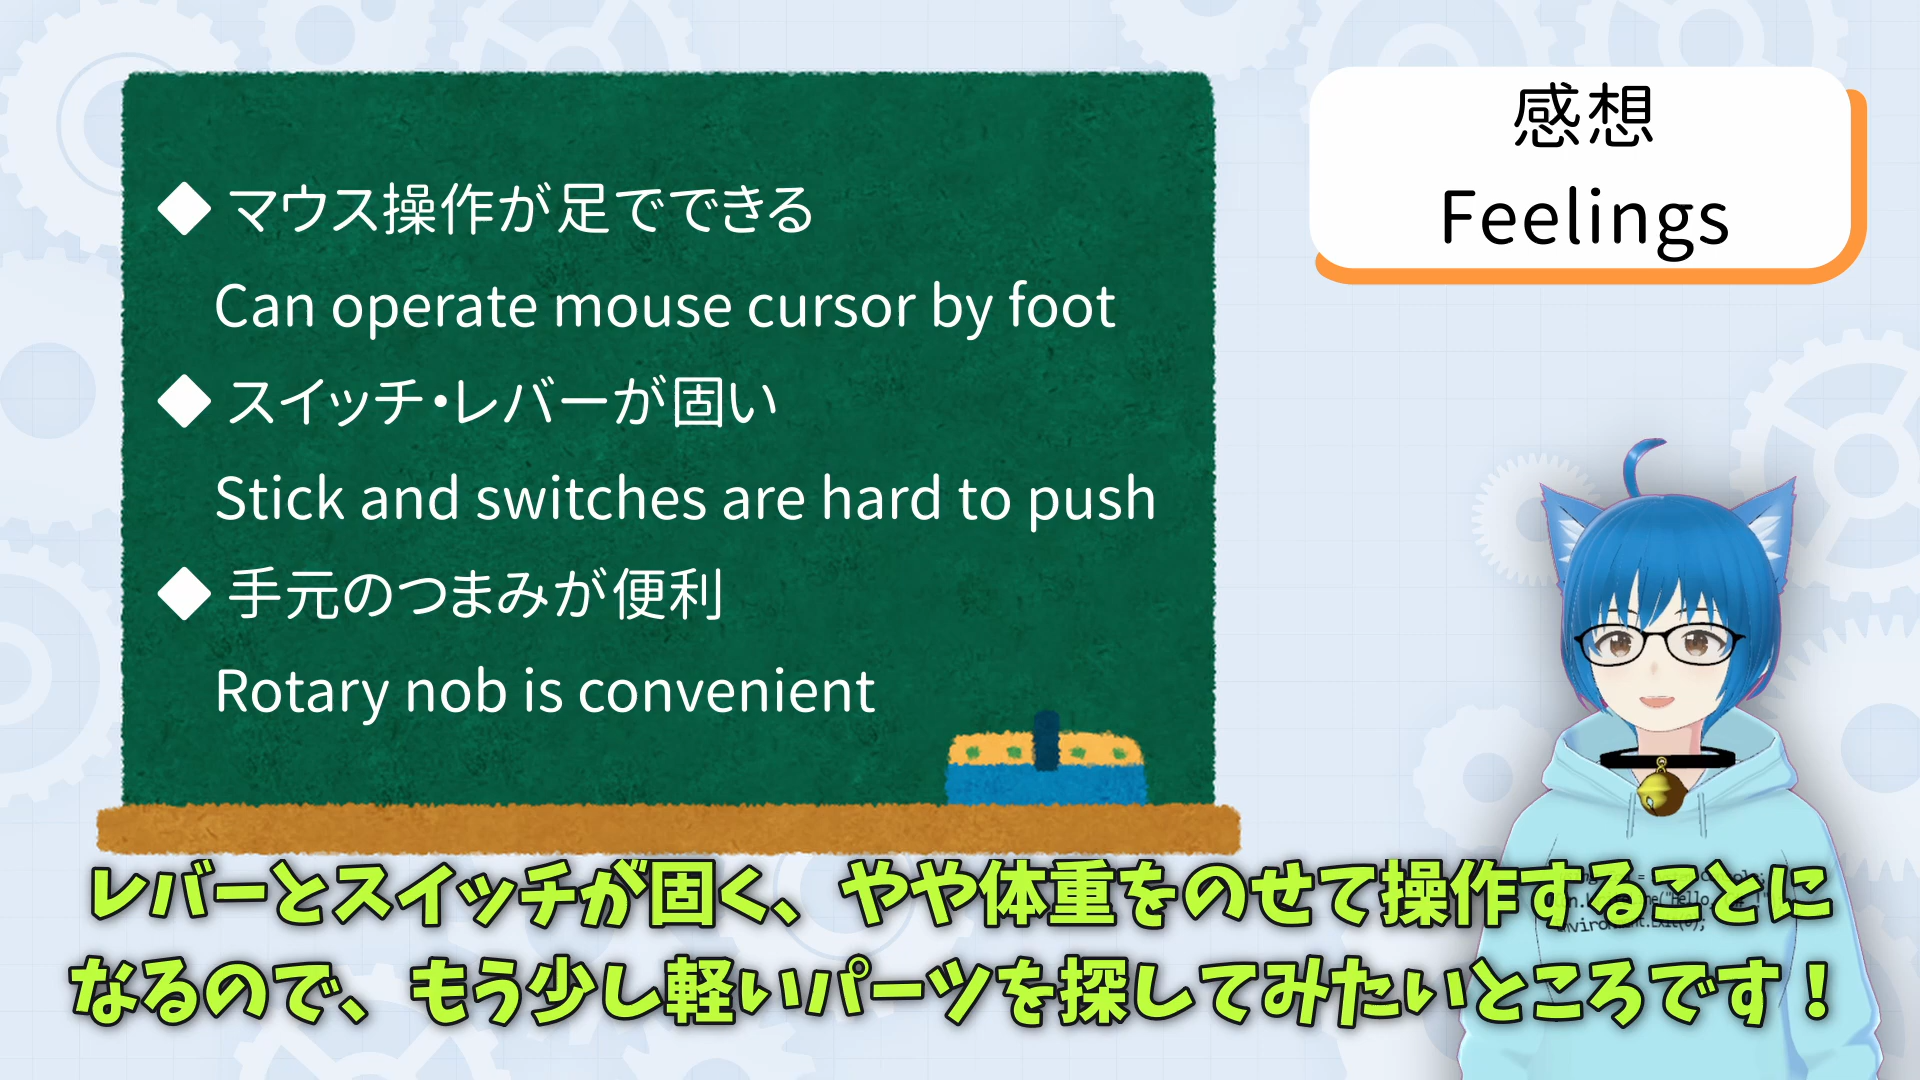 感想
Feelings
◆ マウス操作が足でできる
Can operate mouse cursor by foot
◆ スイッチ・レバーが固い
Stick and switches are hard to push
◆ 手元のつまみが便利
Rotary nob is convenient
レバーとスイッチが固く、やや体重をのせて操作することに
なるので、もう少し軽いパーツを探してみたいところです！